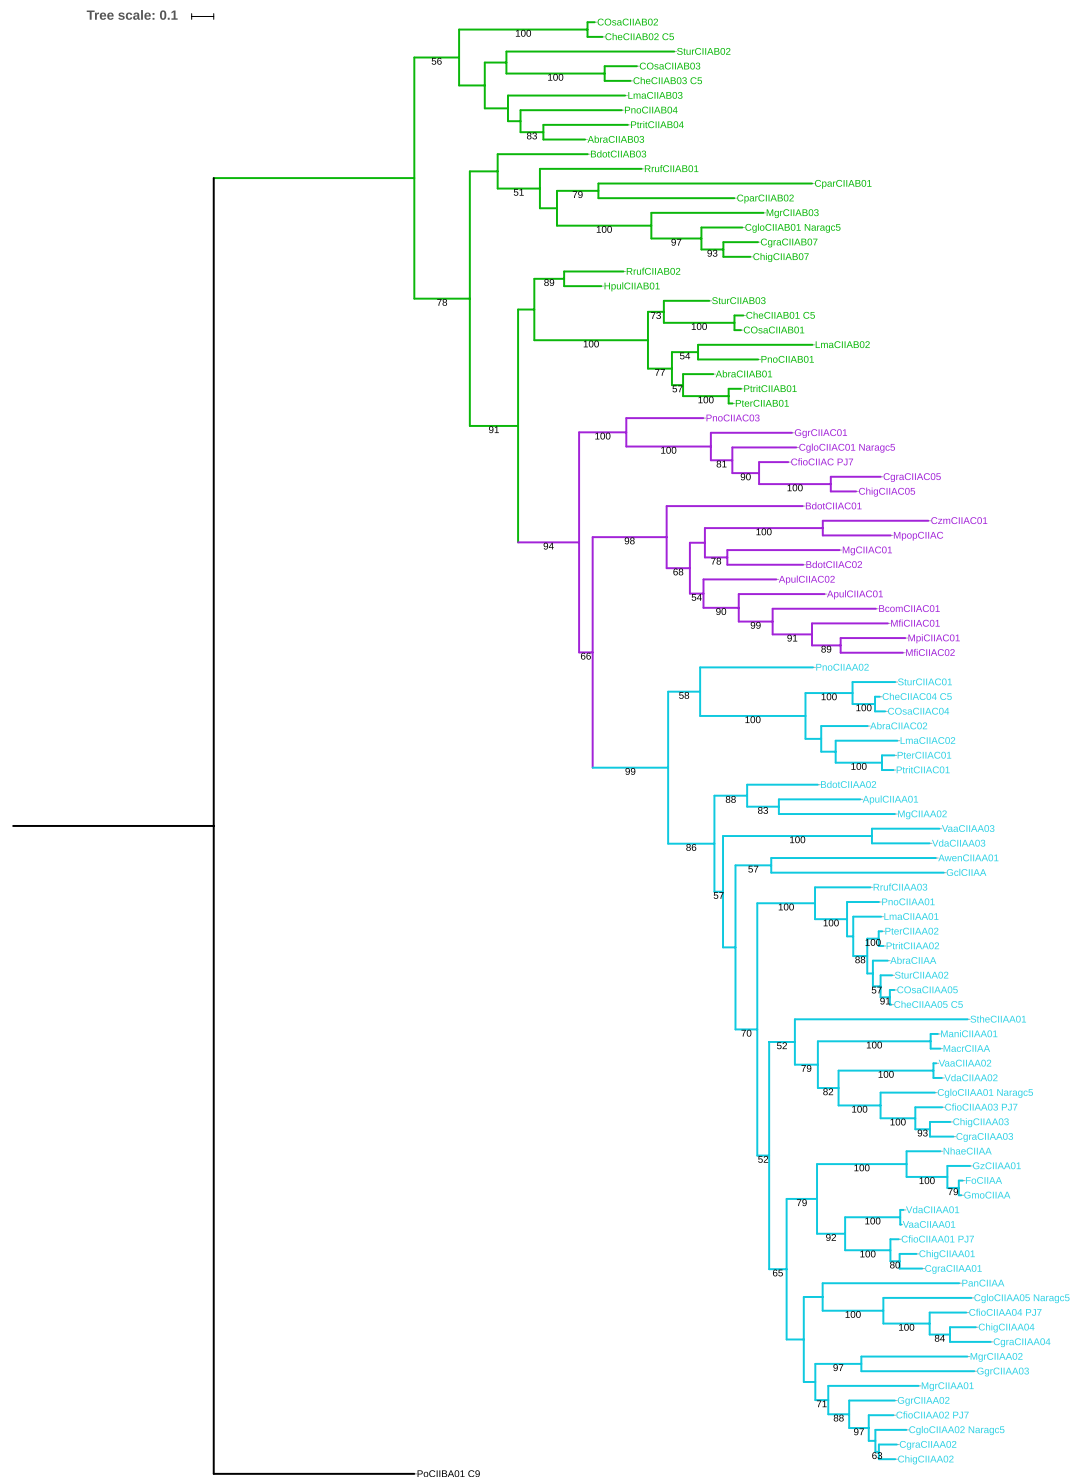 Tree scale: 0.1
COsaCIIAB02
100
CheCIIAB02 C5
SturCIIAB02
56
COsaCIIAB03
100
CheCIIAB03 C5
LmaCIIAB03
PnoCIIAB04
PtritCIIAB04
83
AbraCIIAB03
BdotCIIAB03
RrufCIIAB01
CparCIIAB01
51
79
CparCIIAB02
MgrCIIAB03
100
CgloCIIAB01 Naragc5
97
CgraCIIAB07
93
ChigCIIAB07
RrufCIIAB02
89
HpulCIIAB01
78
SturCIIAB03
73
CheCIIAB01 C5
100
COsaCIIAB01
100
LmaCIIAB02
54
PnoCIIAB01
77
AbraCIIAB01
57
PtritCIIAB01
100
PterCIIAB01
PnoCIIAC03
91
100
GgrCIIAC01
100
CgloCIIAC01 Naragc5
81
CfioCIIAC PJ7
90
CgraCIIAC05
100
ChigCIIAC05
BdotCIIAC01
CzmCIIAC01
100
MpopCIIAC
98
94
MgCIIAC01
78
BdotCIIAC02
68
ApulCIIAC02
54
ApulCIIAC01
90
BcomCIIAC01
99
MfiCIIAC01
91
MpiCIIAC01
89
MfiCIIAC02
66
PnoCIIAA02
SturCIIAC01
58
100
CheCIIAC04 C5
100
COsaCIIAC04
100
AbraCIIAC02
LmaCIIAC02
PterCIIAC01
100
PtritCIIAC01
99
BdotCIIAA02
88
ApulCIIAA01
83
MgCIIAA02
VaaCIIAA03
100
VdaCIIAA03
86
AwenCIIAA01
57
GclCIIAA
RrufCIIAA03
57
PnoCIIAA01
100
LmaCIIAA01
100
PterCIIAA02
100
PtritCIIAA02
88
AbraCIIAA
SturCIIAA02
57
COsaCIIAA05
91
CheCIIAA05 C5
StheCIIAA01
70
ManiCIIAA01
52
100
MacrCIIAA
VaaCIIAA02
79
100
VdaCIIAA02
82
CgloCIIAA01 Naragc5
100
CfioCIIAA03 PJ7
100
ChigCIIAA03
93
CgraCIIAA03
NhaeCIIAA
52
100
GzCIIAA01
100
FoCIIAA
79
GmoCIIAA
79
VdaCIIAA01
100
VaaCIIAA01
92
CfioCIIAA01 PJ7
100
ChigCIIAA01
80
CgraCIIAA01
65
PanCIIAA
CgloCIIAA05 Naragc5
100
CfioCIIAA04 PJ7
100
ChigCIIAA04
84
CgraCIIAA04
MgrCIIAA02
97
GgrCIIAA03
MgrCIIAA01
71
GgrCIIAA02
88
CfioCIIAA02 PJ7
97
CgloCIIAA02 Naragc5
CgraCIIAA02
63
ChigCIIAA02
PoCIIBA01 C9